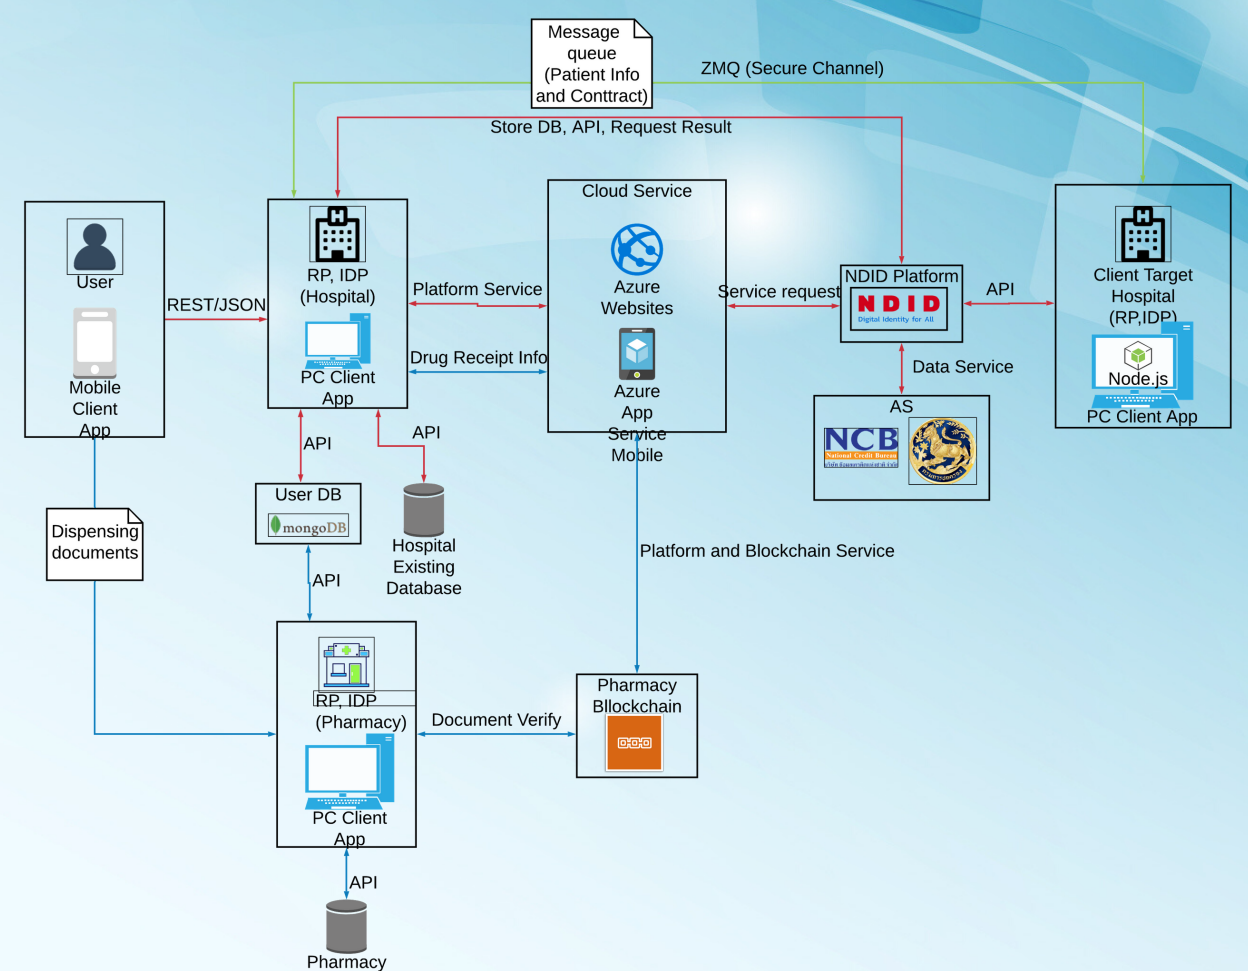 Message
queue
(Patient Info
and Conttract)
ZMQ (Secure Channel)
Store DB, API, Request Result
Cloud Service
Azure
Websites
Azure
App
Service
Mobile
User
Mobile
Client
App
REST/JSON
RP, IDP
(Hospital)
PC Client
App
Platform Service
Drug Receipt Info
Service request
NDID Platform
NDID
Digital Identity for All
API
Client Target
Hospital
(RP,IDP)
Node.js
PC Client App
Data Service
AS
NCB
National Credit Bureau
API
API
User DB
mongoDB
Hospital
Existing
Database
Dispensing
documents
API
Platform and Blockchain Service
RP, IDP
(Pharmacy)
PC Client
App
Document Verify
Pharmacy
Bllockchain
API
Pharmacy